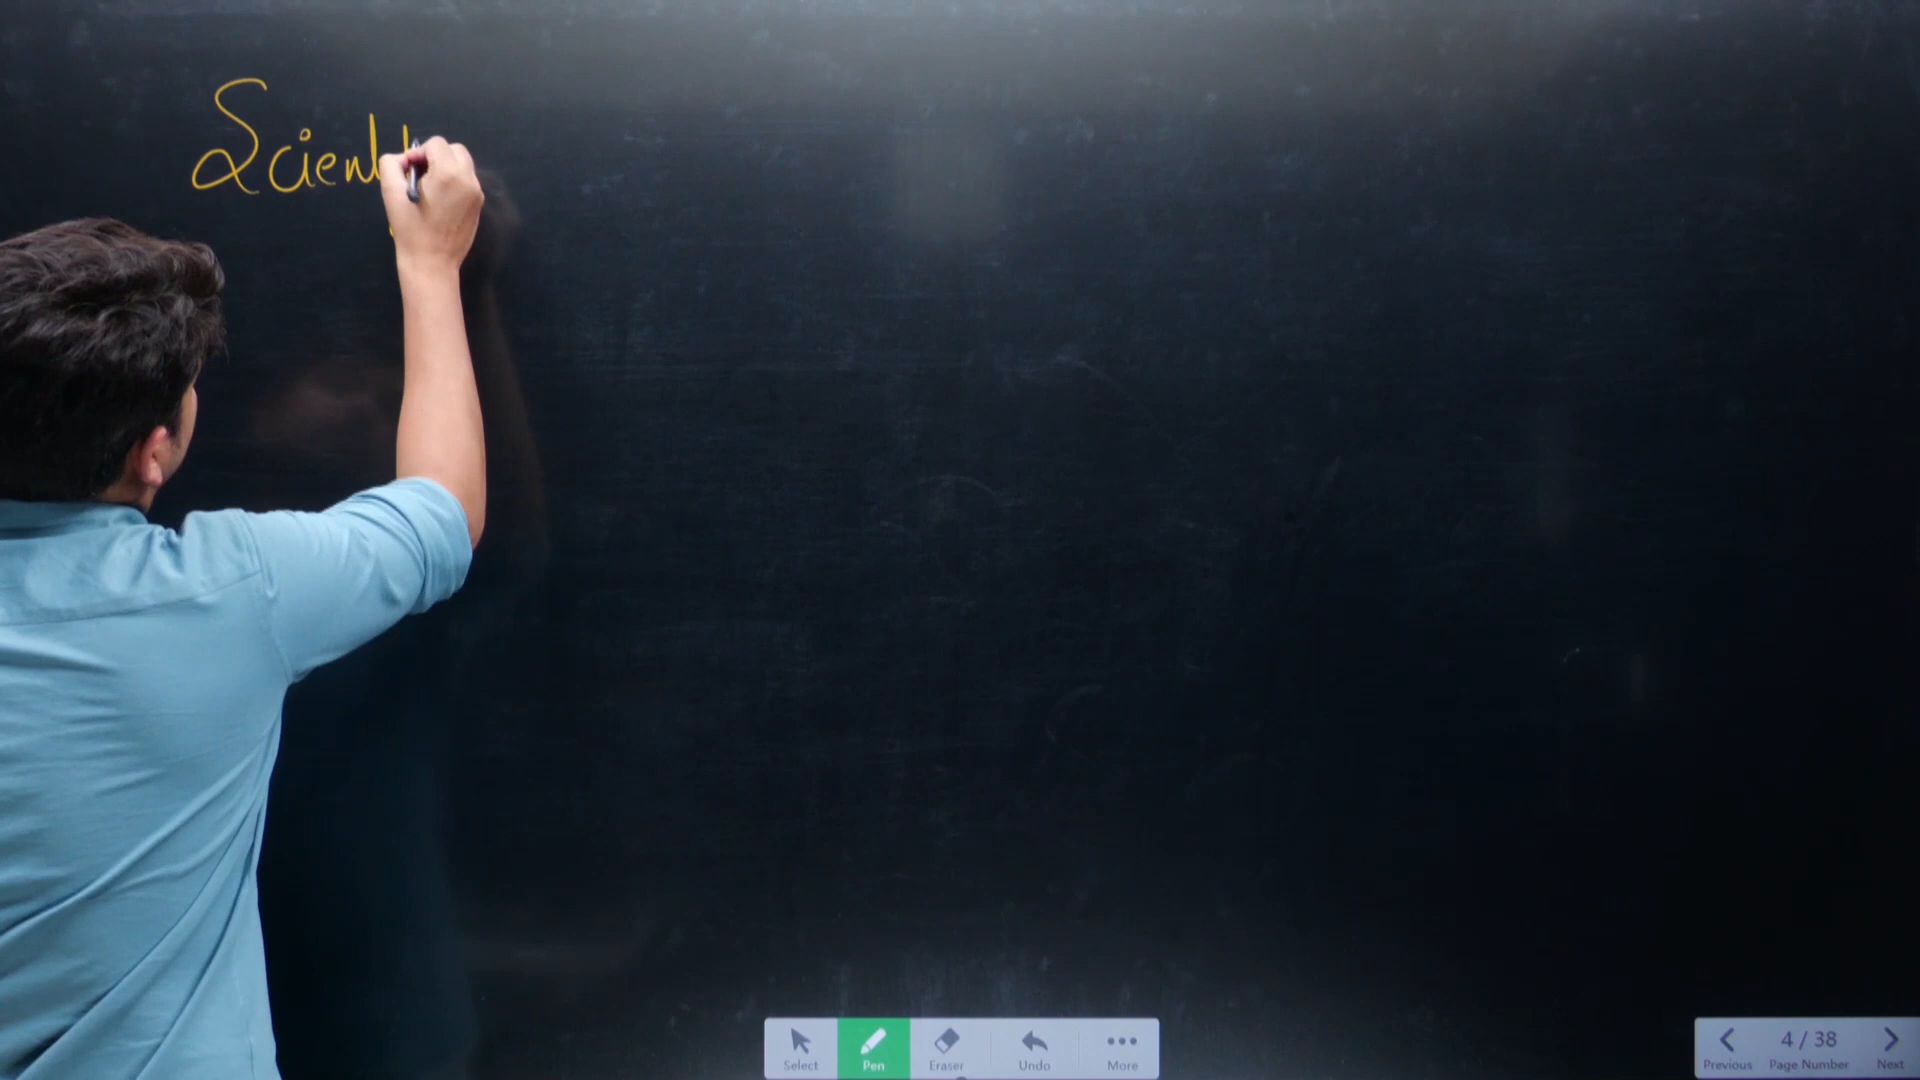 Scient
Select
Pen
Eraser
Undo
More
4 / 38
Previous
Page Number
Next